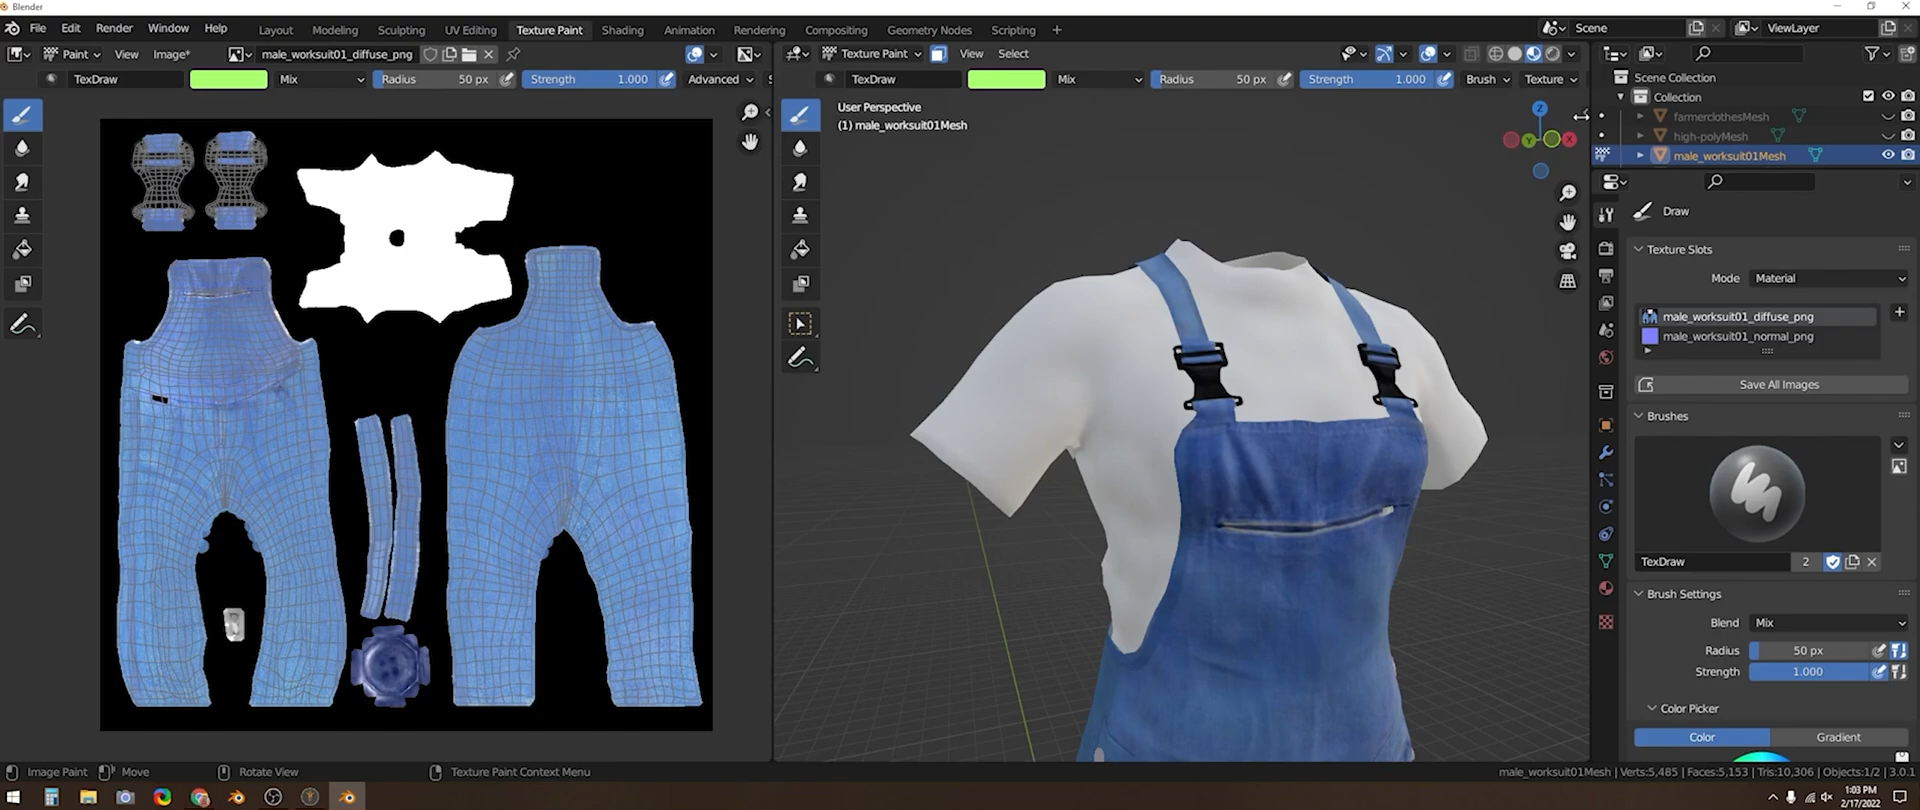 Blender
File Edit Render Window Help
Layout Modeling Sculpting UV Editing Texture Paint Shading Animation Rendering Compositing Geometry Nodes Scripting +
Scene
ViewLayer
Paint View Image* male_worksuit01_diffuse_png
Texture Paint View Select
TexDraw Mix Radius 50 px Strength 1.000 Advanced
TexDraw Mix Radius 50 px Strength 1.000 Brush Texture
User Perspective
(1) male_worksuit01Mesh
Z
Y
X
Scene Collection
Collection
farmerclothesMesh
high-polyMesh
male_worksuit01Mesh
Draw
Texture Slots
Mode Material
male_worksuit01_diffuse_png
male_worksuit01_normal_png
Save All Images
Brushes
TexDraw 2
Brush Settings
Blend Mix
Radius 50 px
Strength 1.000
Color Picker
Color Gradient
Image Paint Move Rotate View Texture Paint Context Menu
male_worksuit01Mesh | Verts:5,485 | Faces:5,153 | Tris:10,306 | Objects:1/2 | 3.0.1
1:03 PM
2/17/2022